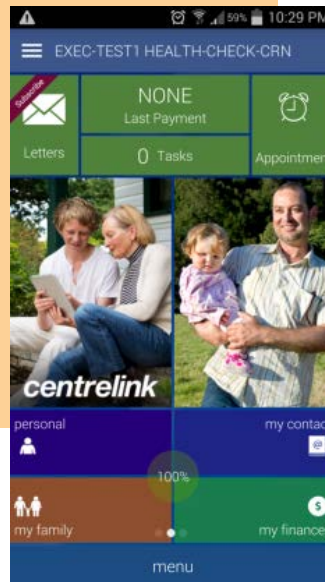 59% 10:29 PM
EXEC-TEST1 HEALTH-CHECK-CRN
Subscribe
NONE
Last Payment
Letters
0 Tasks
Appointmen
centrelink
personal
my contac
100%
my family
my finance
menu